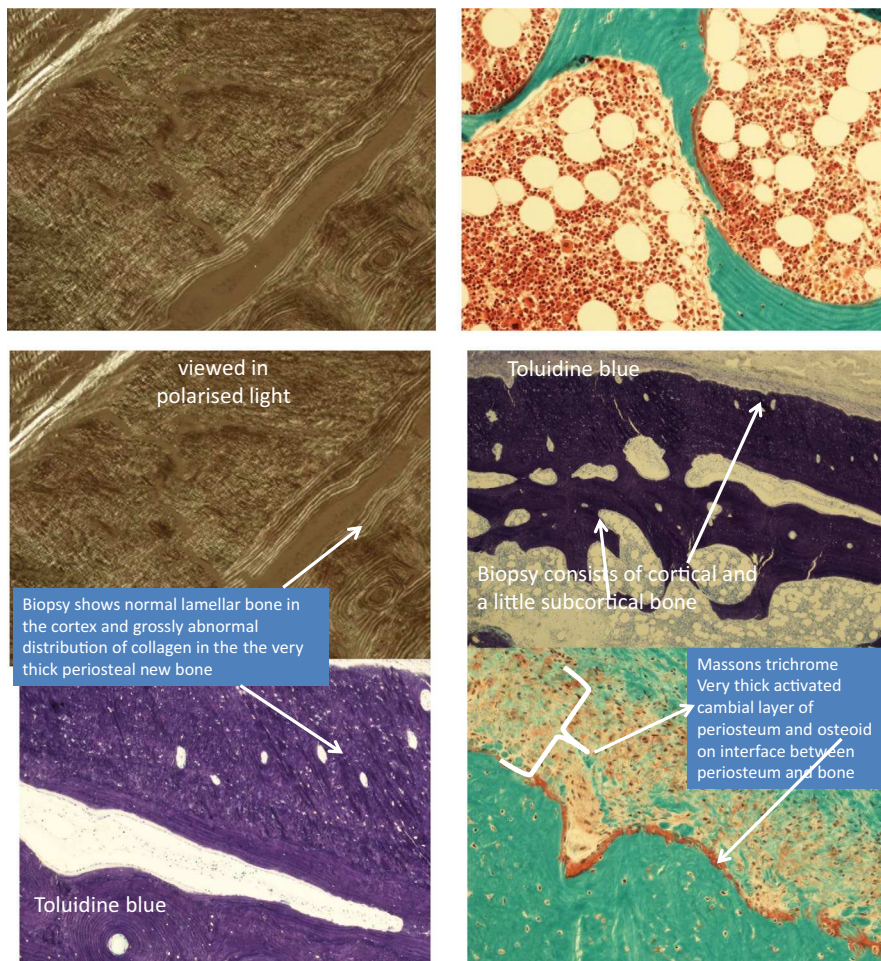 viewed in
polarised light
Toluidine blue
Biopsy consists of cortical and
a little subcortical bone
Biopsy shows normal lamellar bone in
the cortex and grossly abnormal
distribution of collagen in the the very
thick periosteal new bone
Massons trichrome
Very thick activated
cambial layer of
periosteum and osteoid
on interface between
periosteum and bone
Toluidine blue